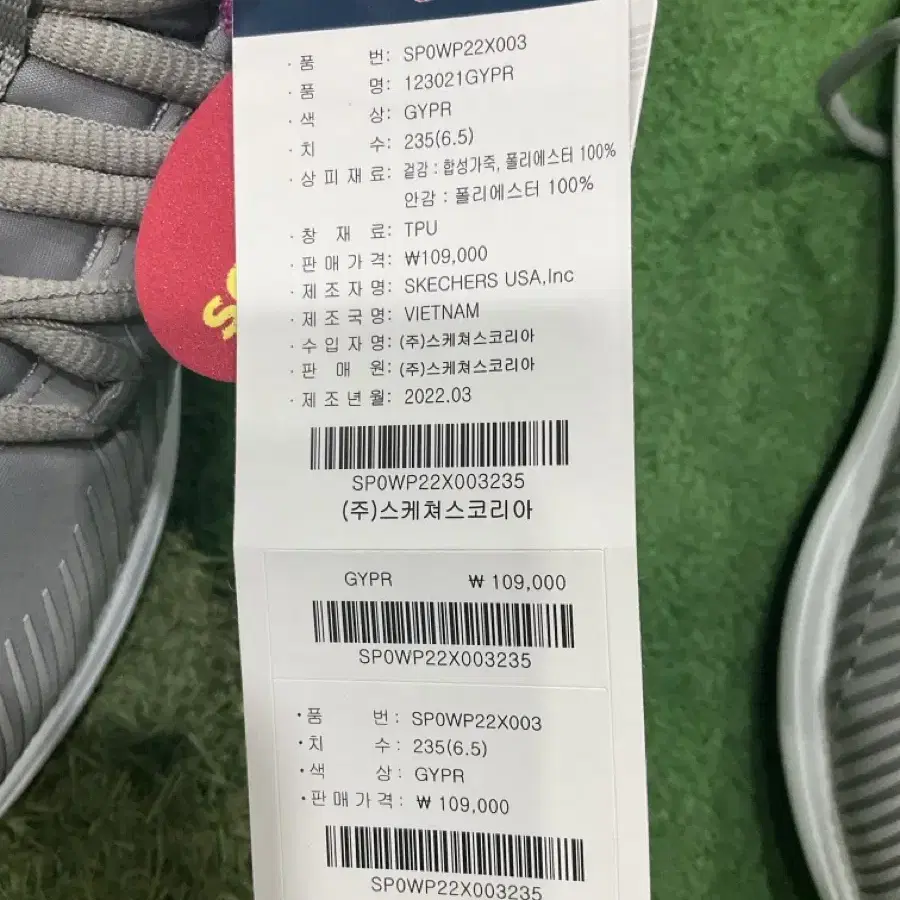 · 품 번: SP0WP22X003
· 품 명: 123021GYPR
· 색 상: GYPR
· 치 수: 235(6.5)
· 상 피 재 료: 겉감 : 합성가죽, 폴리에스터 100%
안감 : 폴리에스터 100%
· 창 재 료: TPU
· 판 매 가 격: ₩109,000
· 제 조 자 명: SKECHERS USA,Inc
· 제 조 국 명: VIETNAM
· 수 입 자 명: (주)스케쳐스코리아
· 판 매 원: (주)스케쳐스코리아
· 제 조 년 월: 2022.03
SP0WP22X003235
(주)스케쳐스코리아
GYPR ₩ 109,000
SP0WP22X003235
· 품 번 : SP0WP22X003
· 치 수 : 235(6.5)
· 색 상 : GYPR
· 판 매 가 격 : ₩ 109,000
SP0WP22X003235